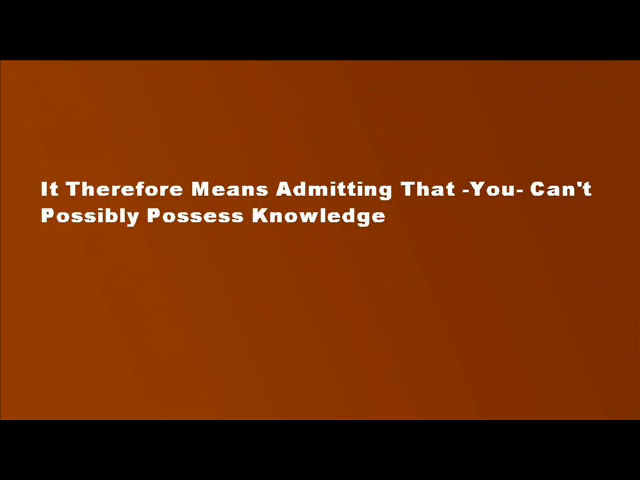 It Therefore Means Admitting That -You- Can't
Possibly Possess Knowledge